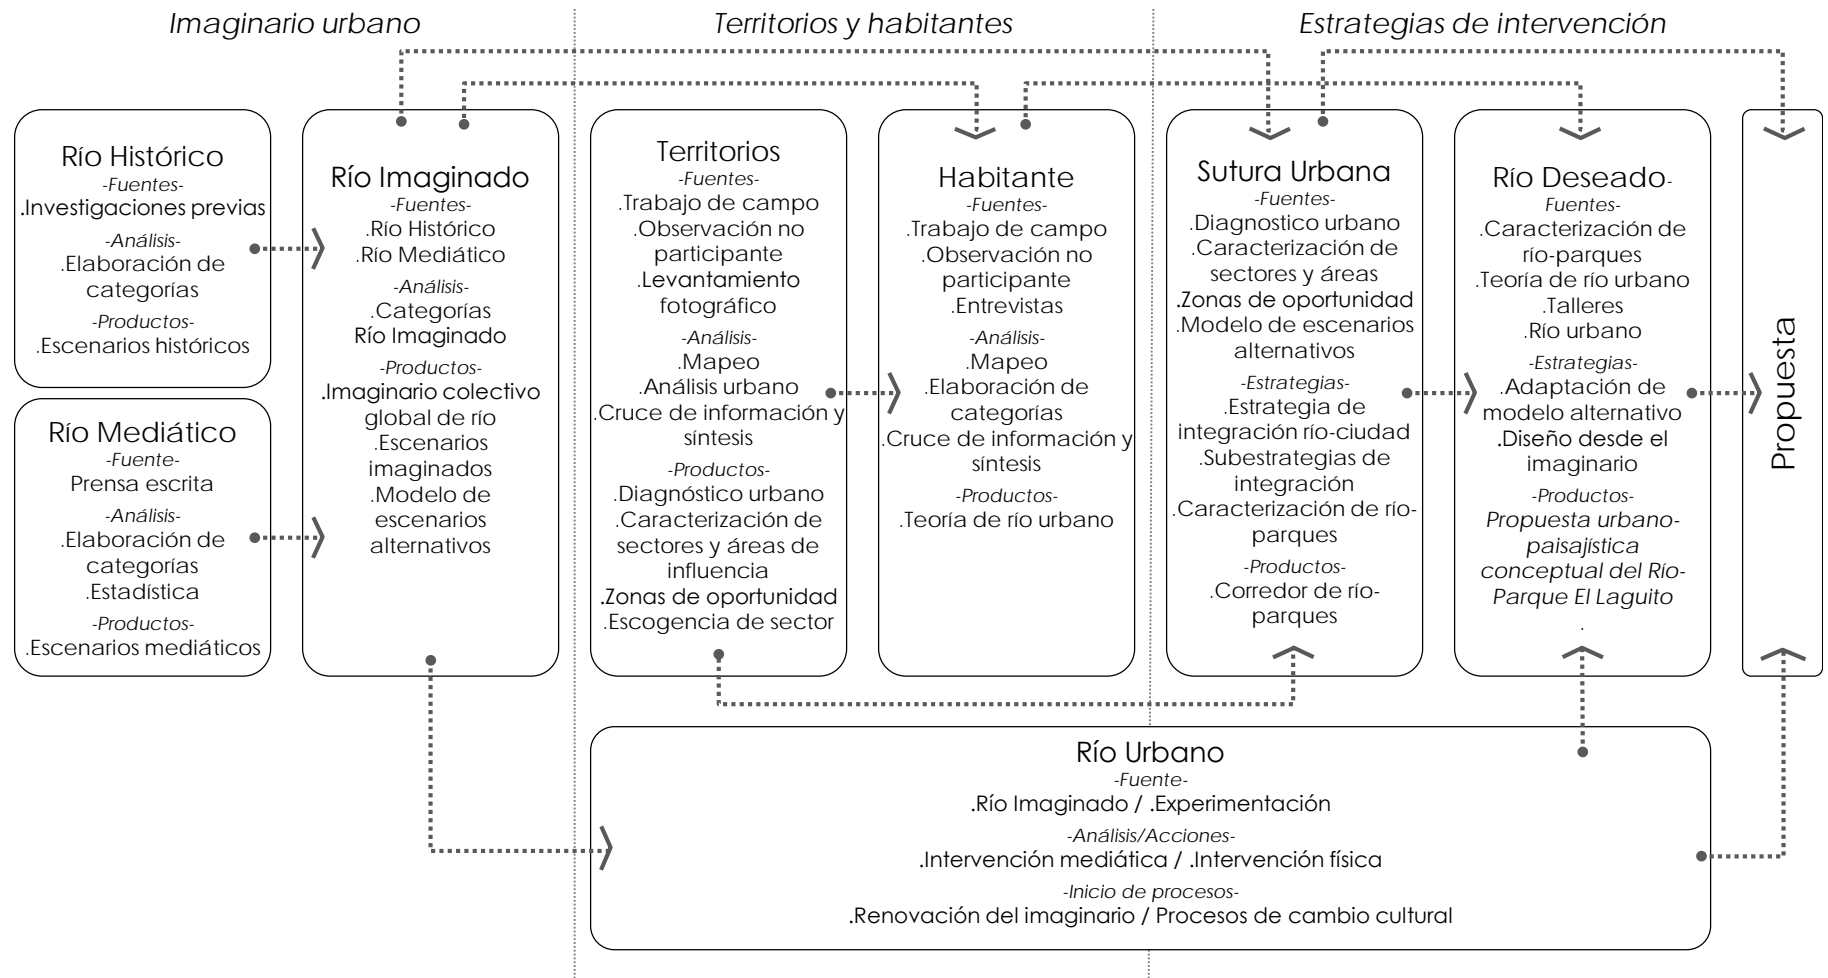 Imaginario urbano
Territorios y habitantes
Estrategias de intervención
Río Histórico
-Fuentes-
.Investigaciones previas
-Análisis-
.Elaboración de
categorías
-Productos-
.Escenarios históricos
Río Mediático
-Fuente-
Prensa escrita
-Análisis-
.Elaboración de
categorías
.Estadística
-Productos-
.Escenarios mediáticos
Río Imaginado
-Fuentes-
.Río Histórico
.Río Mediático
-Análisis-
.Categorías
Río Imaginado
-Productos-
.Imaginario colectivo
global de río
.Escenarios
imaginados
.Modelo de
escenarios
alternativos
Territorios
-Fuentes-
.Trabajo de campo
.Observación no
participante
.Levantamiento
fotográfico
-Análisis-
.Mapeo
.Análisis urbano
.Cruce de información y
síntesis
-Productos-
.Diagnóstico urbano
.Caracterización de
sectores y áreas de
influencia
.Zonas de oportunidad
.Escogencia de sector
Habitante
-Fuentes-
.Trabajo de campo
.Observación no
participante
.Entrevistas
-Análisis-
.Mapeo
.Elaboración de
categorías
.Cruce de información y
síntesis
-Productos-
.Teoría de río urbano
Sutura Urbana
-Fuentes-
.Diagnostico urbano
.Caracterización de
sectores y áreas
.Zonas de oportunidad
.Modelo de escenarios
alternativos
-Estrategias-
.Estrategia de
integración río-ciudad
.Subestrategias de
integración
.Caracterización de río-
parques
-Productos-
.Corredor de río-
parques
Río Deseado-
Fuentes-
.Caracterización de
río-parques
.Teoría de río urbano
.Talleres
.Río urbano
-Estrategias-
.Adaptación de
modelo alternativo
.Diseño desde el
imaginario
-Productos-
Propuesta urbano-
paisajística
conceptual del Río-
Parque El Laguito
.
Propuesta
Río Urbano
-Fuente-
.Río Imaginado / .Experimentación
-Análisis/Acciones-
.Intervención mediática / .Intervención física
-Inicio de procesos-
.Renovación del imaginario / Procesos de cambio cultural